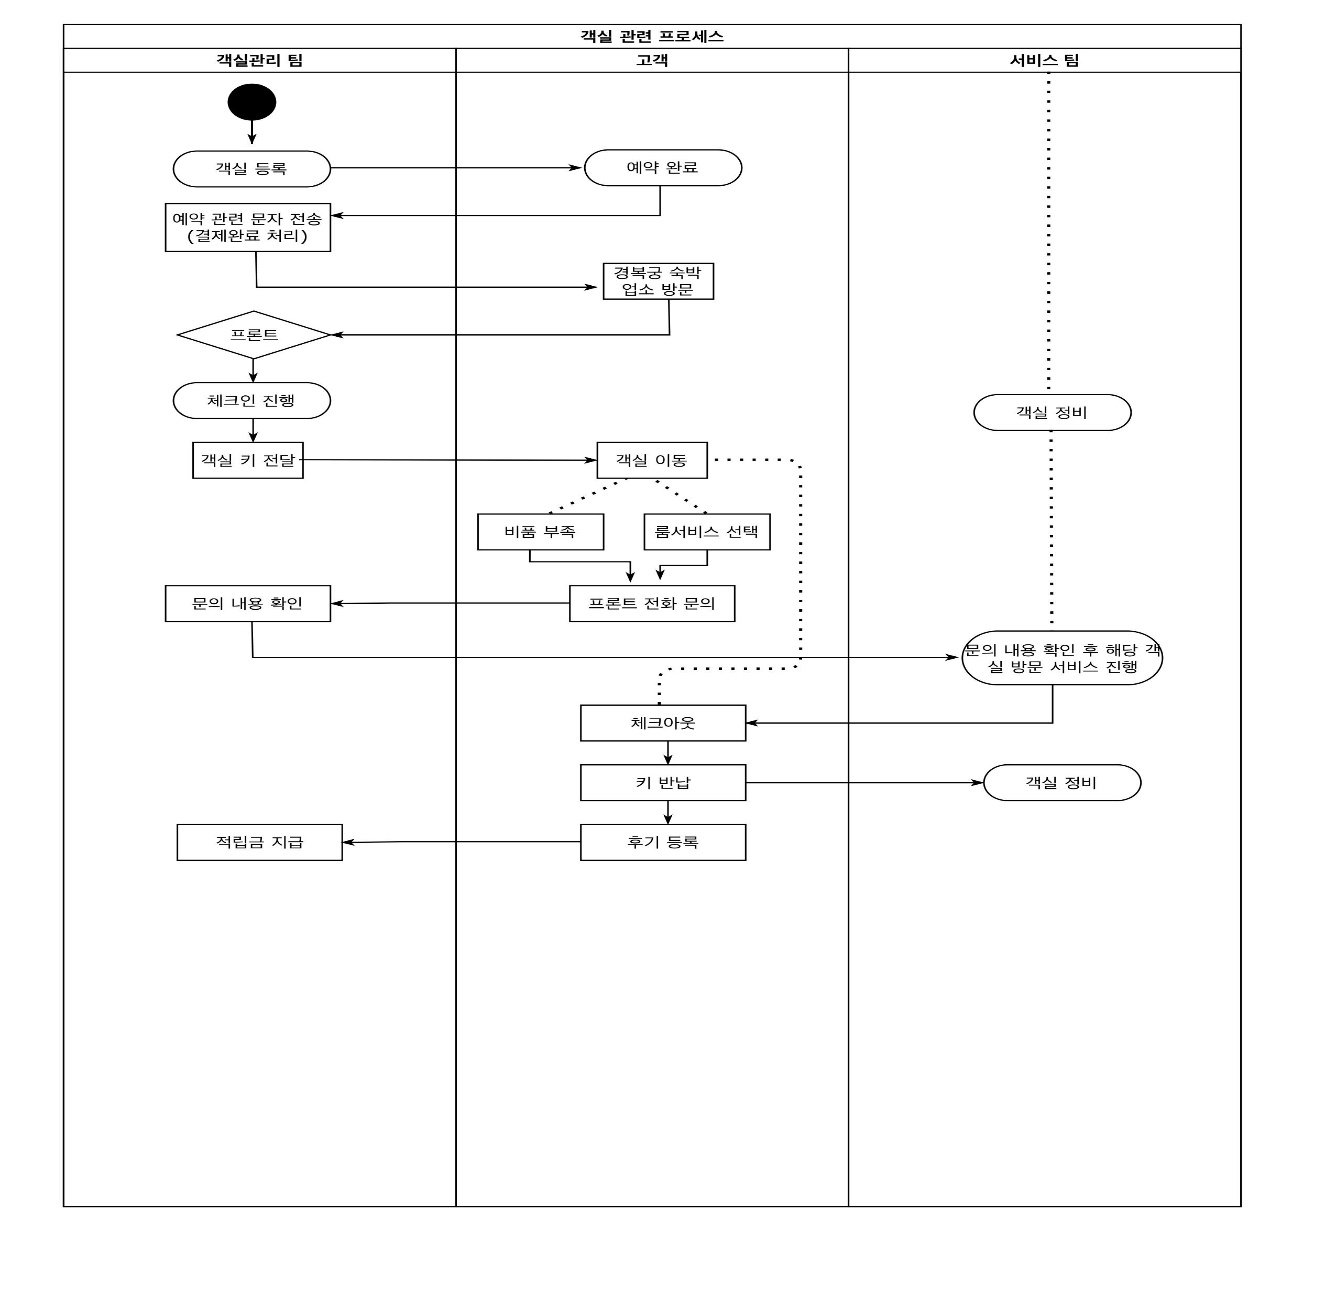 객실 관련 프로세스
객실관리 팀
고객
서비스 팀
객실 등록
예약 완료
예약 관련 문자 전송
(결제완료 처리)
경복궁 숙박
업소 방문
프론트
체크인 진행
객실 정비
객실 키 전달
객실 이동
비품 부족
룸서비스 선택
문의 내용 확인
프론트 전화 문의
문의 내용 확인 후 해당 객
실 방문 서비스 진행
체크아웃
키 반납
객실 정비
적립금 지급
후기 등록